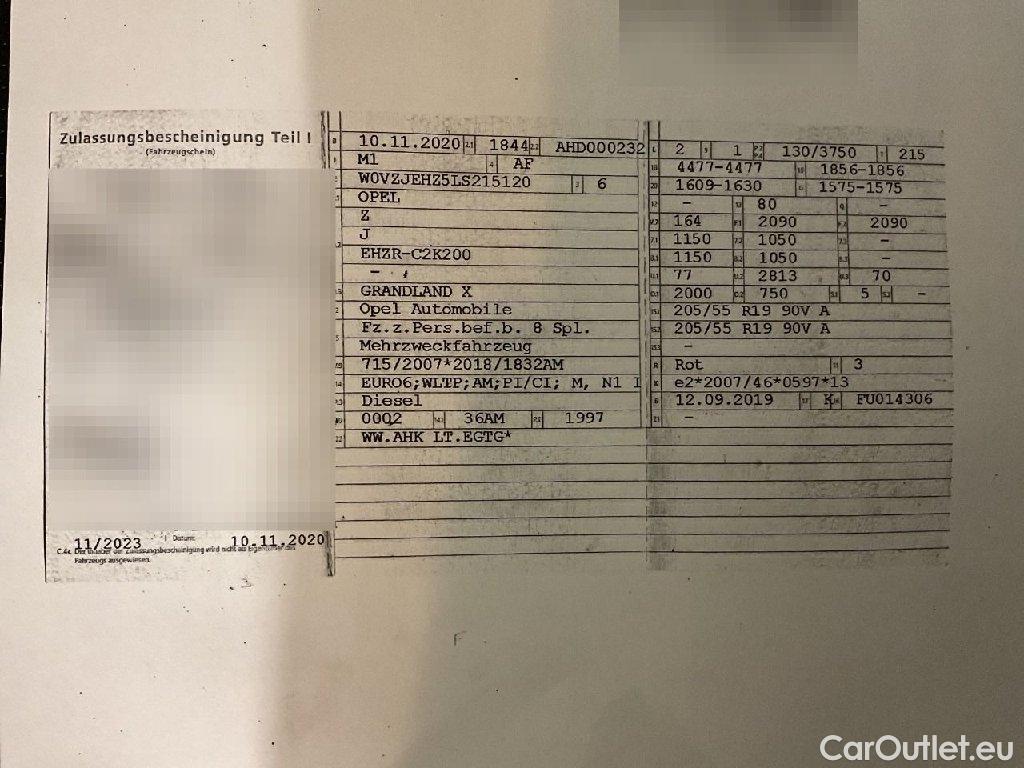 Zulassungsbescheinigung Teil I
(Fahrzeugschein)
11/2023 Datum: 10.11.2020
Fahrzeugs ausgewiesen.
10.11.2020 1844 AHD000232
M1 4 AF
W0VZJEHZ5LS215120 6
OPEL
Z
J
EHZR-C2K200
-
GRANDLAND X
Opel Automobile
Fz.z.Pers.bef.b. 8 Spl.
Mehrzweckfahrzeug
715/2007*2018/1832AM
EURO6;WLTP;AM;PI/CI; M, N1 I
Diesel
0002 36AM 1997
WW.AHK LT.EGTG*
2 1 130/3750 215
4477-4477 1856-1856
1609-1630 1575-1575
- 80 -
164 2090 2090
1150 1050 -
1150 1050 -
77 2813 70
2000 750 5 -
205/55 R19 90V A
205/55 R19 90V A
-
Rot 3
e2*2007/46*0597*13
12.09.2019 K FU014306
-
CarOutlet.eu